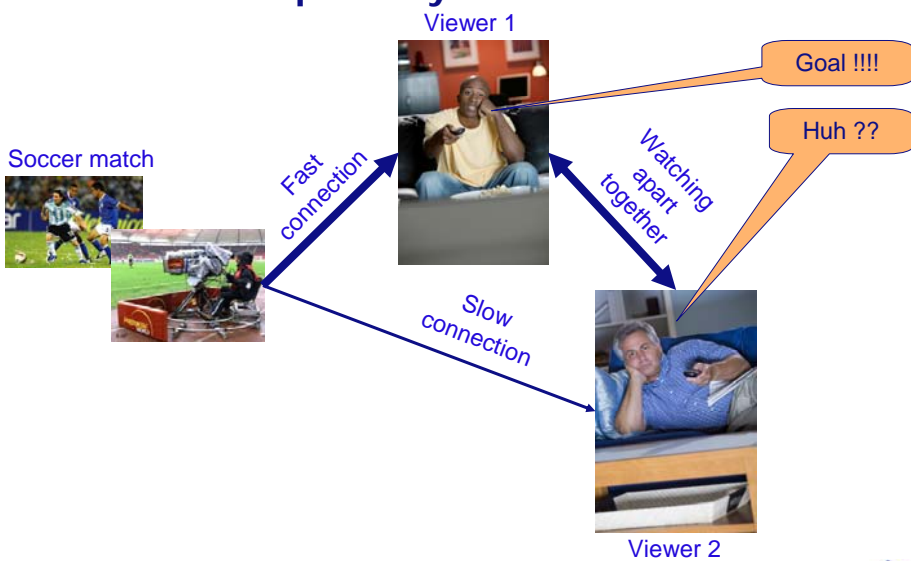 Viewer 1
Goal !!!!
Huh ??
Soccer match
Fast
connection
Watching
apart
together
Slow
connection
Viewer 2